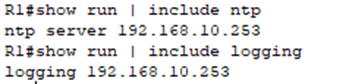 R1#show run | include ntp
ntp server 192.168.10.253
R1#show run | include logging
logging 192.168.10.253